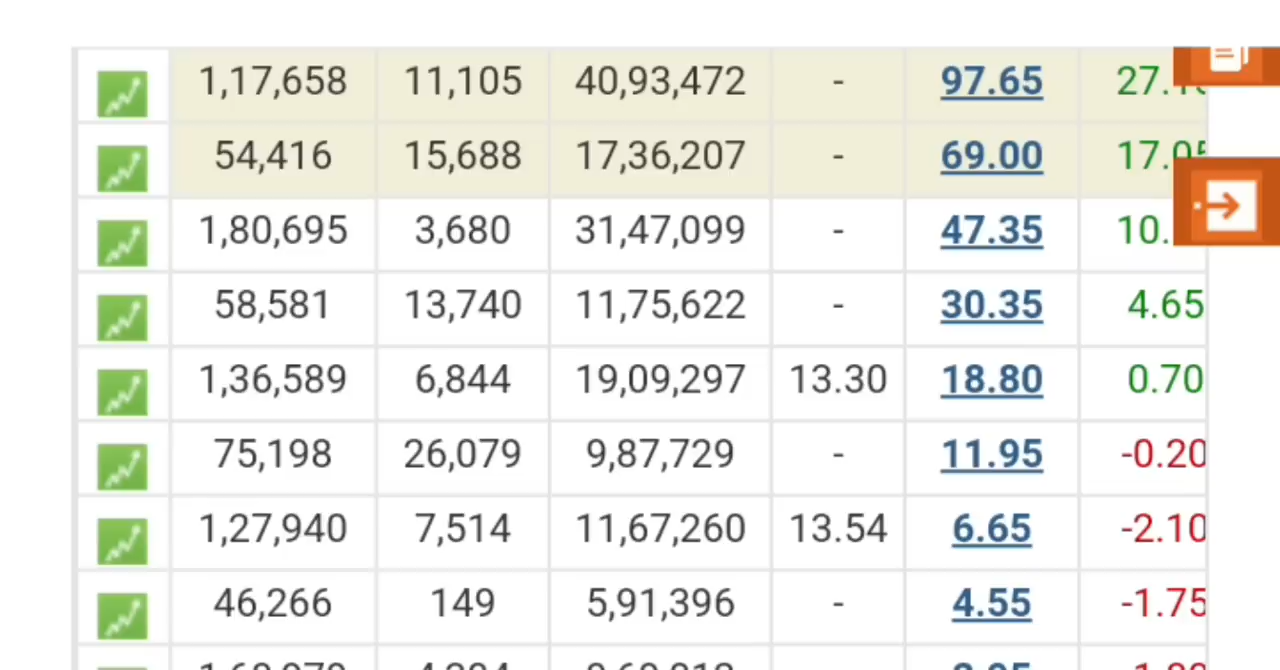 1,17,658 11,105 40,93,472 - 97.65
54,416 15,688 17,36,207 - 69.00
1,80,695 3,680 31,47,099 - 47.35
58,581 13,740 11,75,622 - 30.35 4.65
1,36,589 6,844 19,09,297 13.30 18.80 0.70
75,198 26,079 9,87,729 - 11.95 -0.20
1,27,940 7,514 11,67,260 13.54 6.65 -2.10
46,266 149 5,91,396 - 4.55 -1.75